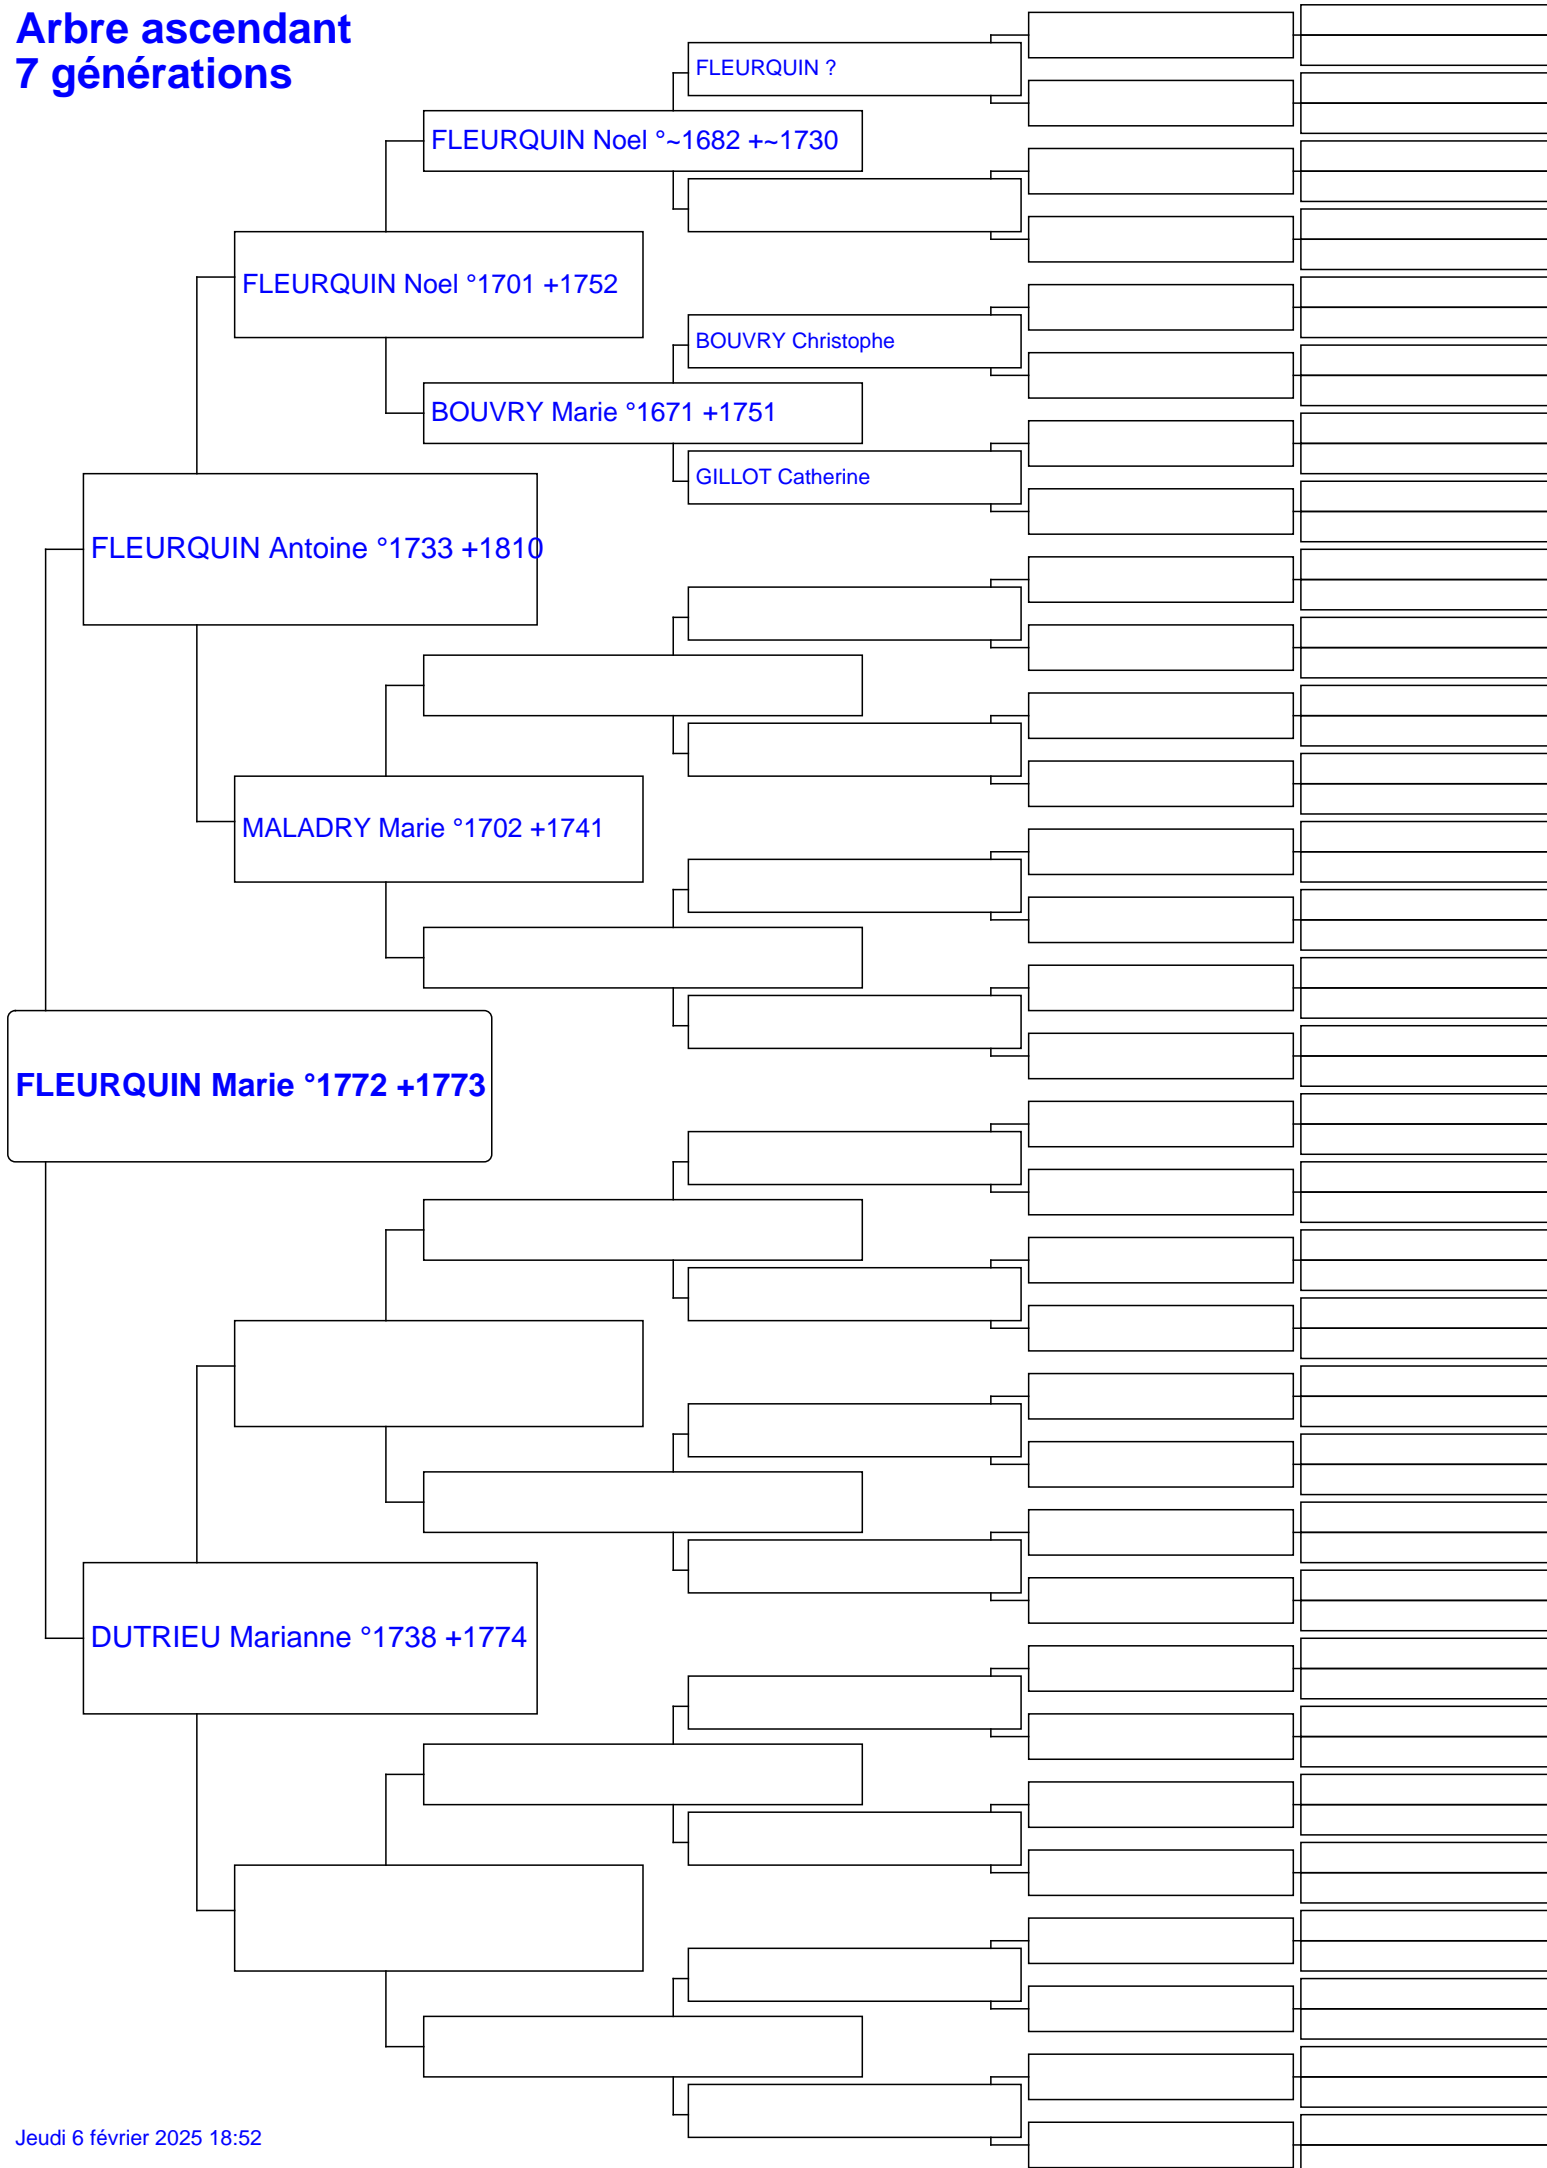 Arbre ascendant
7 générations
FLEURQUIN ?
FLEURQUIN Noel °~1682 +~1730
FLEURQUIN Noel °1701 +1752
BOUVRY Christophe
BOUVRY Marie °1671 +1751
GILLOT Catherine
FLEURQUIN Antoine °1733 +1810
MALADRY Marie °1702 +1741
FLEURQUIN Marie °1772 +1773
DUTRIEU Marianne °1738 +1774
Jeudi 6 février 2025 18:52